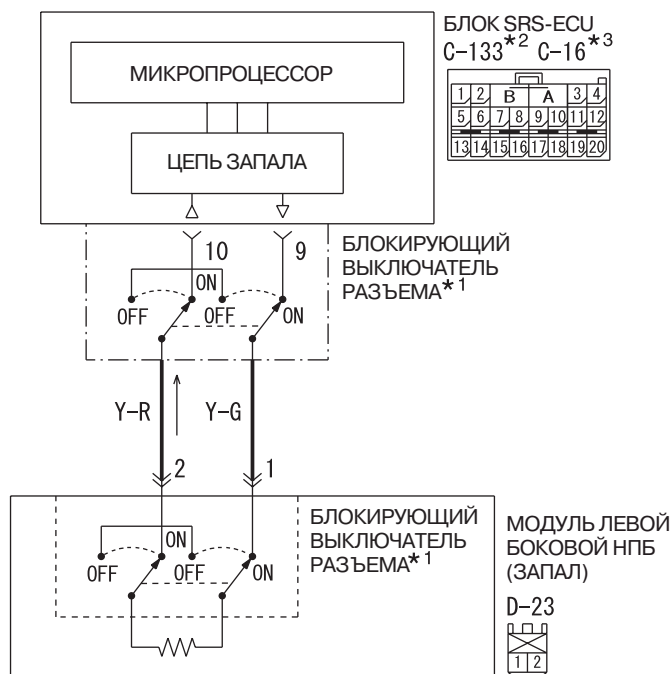 БЛОК SRS-ECU
C-133*2 C-16*3
МИКРОПРОЦЕССОР
1 2 B A 3 4
5 6 7 8 9 10 11 12
13 14 15 16 17 18 19 20
ЦЕПЬ ЗАПАЛА
10 9
БЛОКИРУЮЩИЙ
ВЫКЛЮЧАТЕЛЬ
РАЗЪЕМА*1
ON
OFF OFF ON
Y-R Y-G
2 1
БЛОКИРУЮЩИЙ
ВЫКЛЮЧАТЕЛЬ
РАЗЪЕМА*1
ON
OFF OFF ON
МОДУЛЬ ЛЕВОЙ
БОКОВОЙ НПБ
(ЗАПАЛ)
D-23
1 2